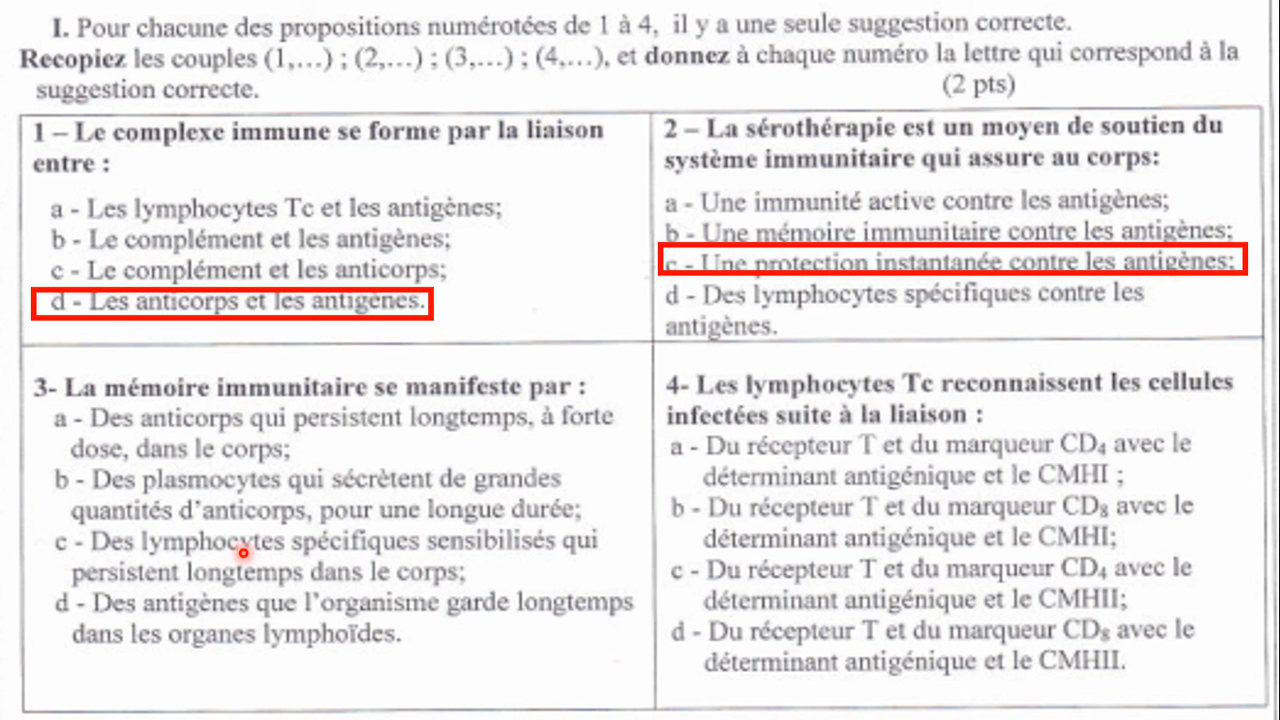 I. Pour chacune des propositions numérotées de 1 à 4, il y a une seule suggestion correcte.
Recopiez les couples (1,...) ; (2,...) ; (3,...) ; (4,...), et donnez à chaque numéro la lettre qui correspond à la
suggestion correcte. (2 pts)
1 – Le complexe immune se forme par la liaison
entre :
a - Les lymphocytes Tc et les antigènes;
b - Le complément et les antigènes;
c - Le complément et les anticorps;
d - Les anticorps et les antigènes.
2 – La sérothérapie est un moyen de soutien du
système immunitaire qui assure au corps:
a - Une immunité active contre les antigènes;
b - Une mémoire immunitaire contre les antigènes;
c - Une protection instantanée contre les antigènes;
d - Des lymphocytes spécifiques contre les
antigènes.
3- La mémoire immunitaire se manifeste par :
a - Des anticorps qui persistent longtemps, à forte
dose, dans le corps;
b - Des plasmocytes qui sécrètent de grandes
quantités d'anticorps, pour une longue durée;
c - Des lymphocytes spécifiques sensibilisés qui
persistent longtemps dans le corps;
d - Des antigènes que l'organisme garde longtemps
dans les organes lymphoïdes.
4- Les lymphocytes Tc reconnaissent les cellules
infectées suite à la liaison :
a - Du récepteur T et du marqueur CD₄ avec le
déterminant antigénique et le CMHI ;
b - Du récepteur T et du marqueur CD₈ avec le
déterminant antigénique et le CMHI;
c - Du récepteur T et du marqueur CD₄ avec le
déterminant antigénique et le CMHII;
d - Du récepteur T et du marqueur CD₈ avec le
déterminant antigénique et le CMHII.